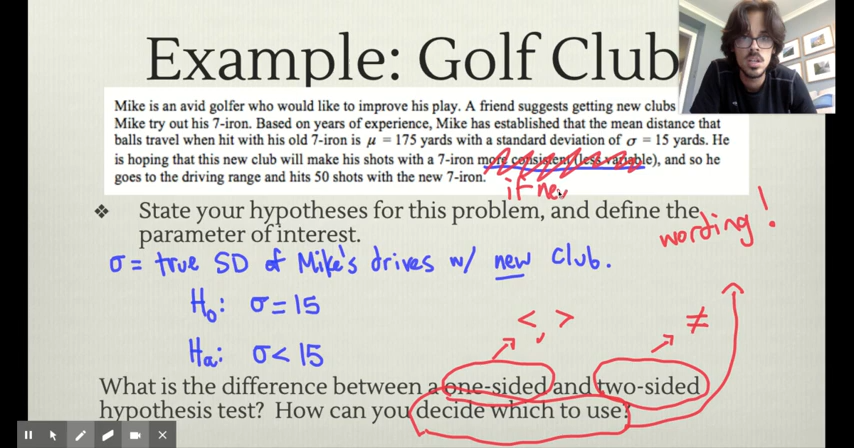 Example: Golf Club
Mike is an avid golfer who would like to improve his play. A friend suggests getting new clubs
Mike try out his 7-iron. Based on years of experience, Mike has established that the mean distance that
balls travel when hit with his old 7-iron is μ = 175 yards with a standard deviation of σ = 15 yards. He
is hoping that this new club will make his shots with a 7-iron more consistent (less variable), and so he
goes to the driving range and hits 50 shots with the new 7-iron.
if ne
❖ State your hypotheses for this problem, and define the
parameter of interest.
wording!
σ = true SD of Mike's drives w/ new club.
H₀: σ = 15
<, >
≠
Hₐ: σ < 15
What is the difference between a one-sided and two-sided
hypothesis test? How can you decide which to use?